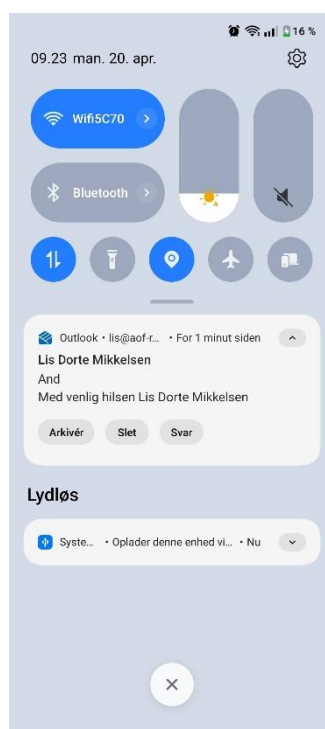 16 %
09.23 man. 20. apr.
Wifi5C70
Bluetooth
Outlook • lis@aof-r... • For 1 minut siden
Lis Dorte Mikkelsen
And
Med venlig hilsen Lis Dorte Mikkelsen
Arkivér Slet Svar
Lydløs
Syste... • Oplader denne enhed vi... • Nu